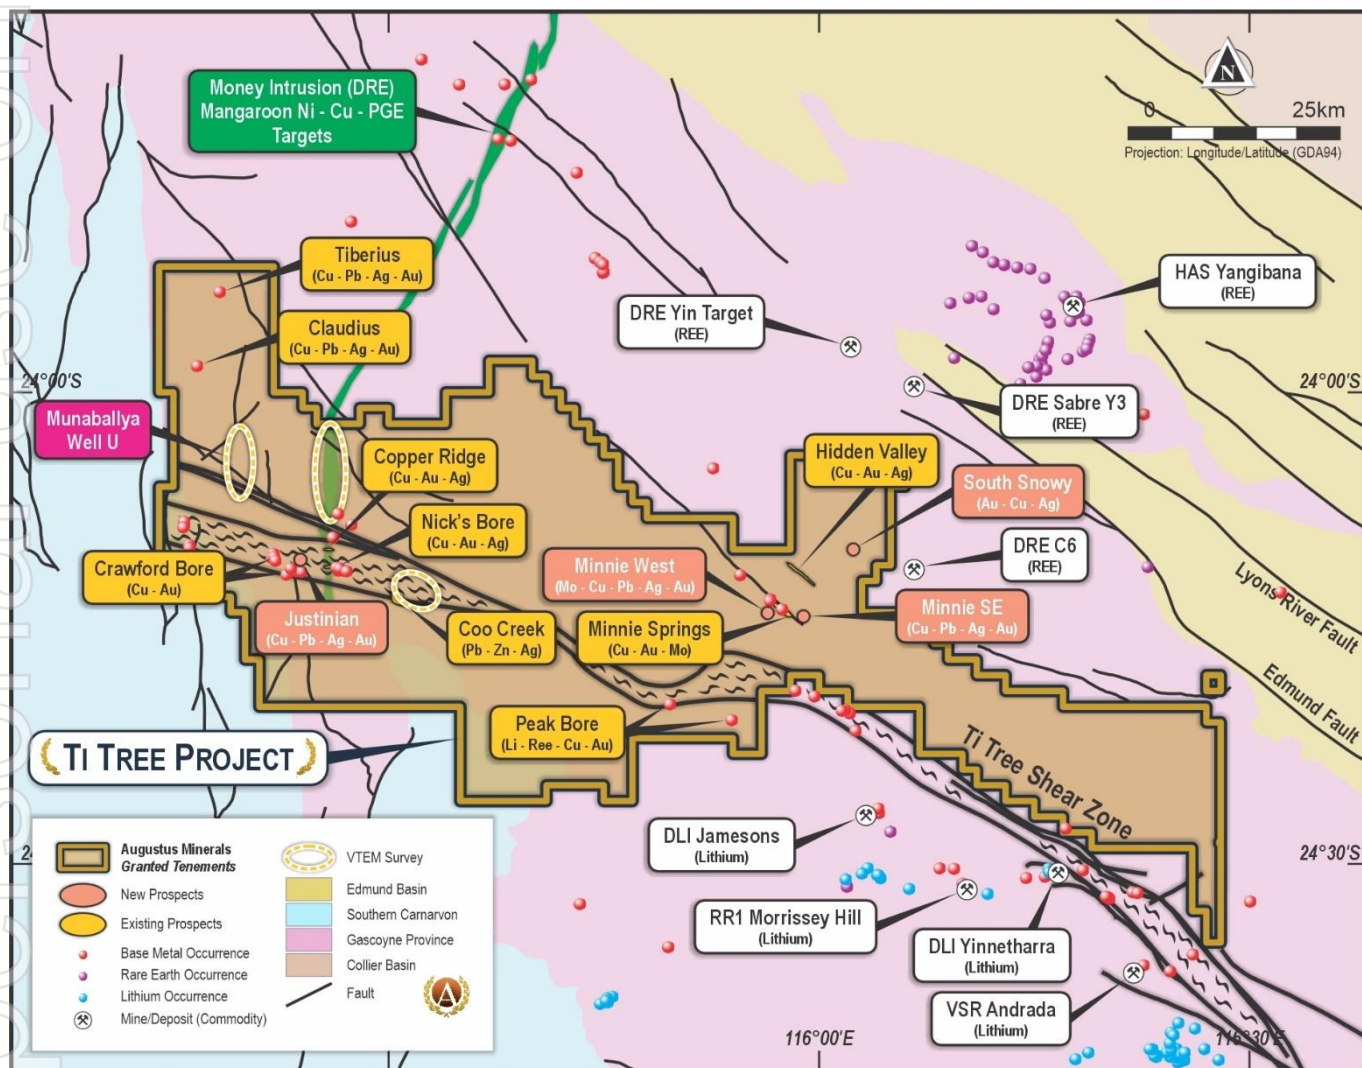 Money Intrusion (DRE)
Mangaroon Ni - Cu - PGE
Targets
N
0 25km
Projection: Longitude/Latitude (GDA94)
Tiberius
(Cu - Pb - Ag - Au)
HAS Yangibana
(REE)
DRE Yin Target
(REE)
Claudius
(Cu - Pb - Ag - Au)
24°00'S
24°00'S
DRE Sabre Y3
(REE)
Munaballya
Well U
Copper Ridge
(Cu - Au - Ag)
Hidden Valley
(Cu - Au - Ag)
South Snowy
(Au - Cu - Ag)
Nick's Bore
(Cu - Au - Ag)
DRE C6
(REE)
Crawford Bore
(Cu - Au)
Minnie West
(Mo - Cu - Pb - Ag - Au)
Lyons River Fault
Justinian
(Cu - Pb - Ag - Au)
Coo Creek
(Pb - Zn - Ag)
Minnie Springs
(Cu - Au - Mo)
Minnie SE
(Cu - Pb - Ag - Au)
Edmund Fault
Peak Bore
(Li - Ree - Cu - Au)
TI TREE PROJECT
Ti Tree Shear Zone
DLI Jamesons
(Lithium)
24°30'S
RR1 Morrissey Hill
(Lithium)
DLI Yinnetharra
(Lithium)
VSR Andrada
(Lithium)
116°00'E
116°30'E
Augustus Minerals
Granted Tenements
New Prospects
Existing Prospects
Base Metal Occurrence
Rare Earth Occurrence
Lithium Occurrence
Mine/Deposit (Commodity)
VTEM Survey
Edmund Basin
Southern Carnarvon
Gascoyne Province
Collier Basin
Fault
A